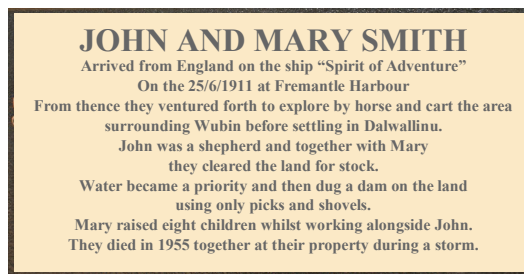 JOHN AND MARY SMITH
Arrived from England on the ship “Spirit of Adventure”
On the 25/6/1911 at Fremantle Harbour
From thence they ventured forth to explore by horse and cart the area
surrounding Wubin before settling in Dalwallinu.
John was a shepherd and together with Mary
they cleared the land for stock.
Water became a priority and then dug a dam on the land
using only picks and shovels.
Mary raised eight children whilst working alongside John.
They died in 1955 together at their property during a storm.